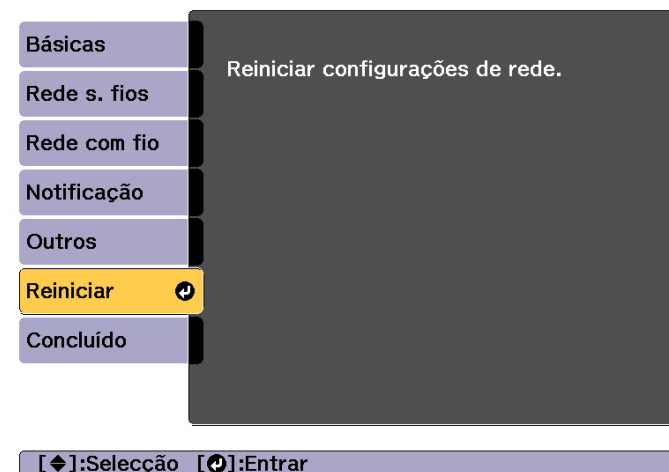 Básicas
Reiniciar configurações de rede.
Rede s. fios
Rede com fio
Notificação
Outros
Reiniciar
Concluído
[◆]:Selecção [↵]:Entrar